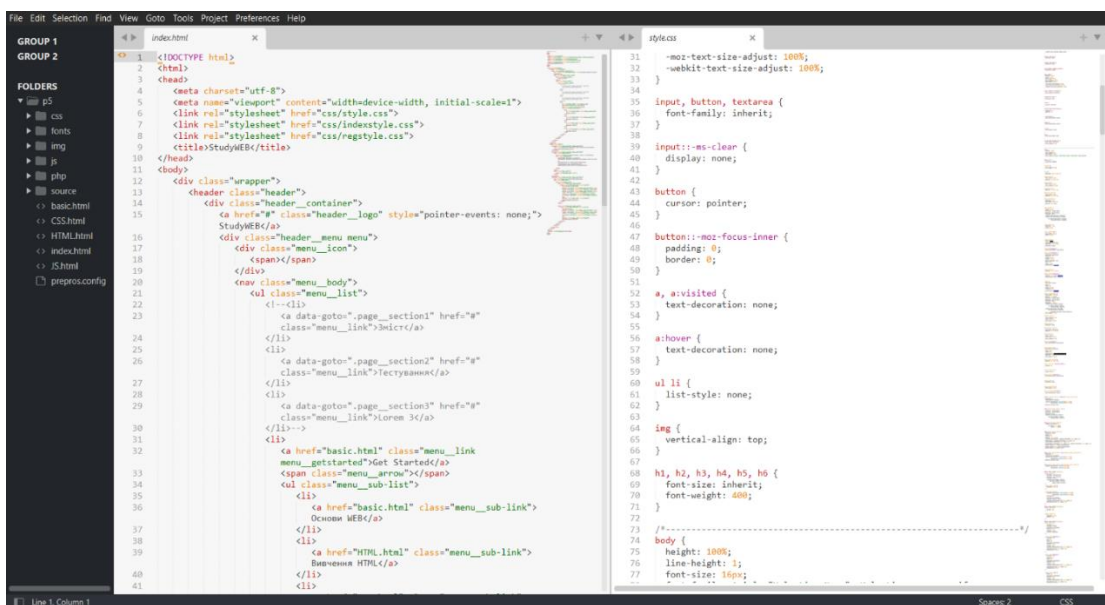 File Edit Selection Find View Goto Tools Project Preferences Help
GROUP 1
GROUP 2
FOLDERS
p5
css
fonts
img
js
php
source
basic.html
CSS.html
HTML.html
index.html
JS.html
prepros.config
index.html
1 <!DOCTYPE html>
2 <html>
3 <head>
4 <meta charset="utf-8">
5 <meta name="viewport" content="width=device-width, initial-scale=1">
6 <link rel="stylesheet" href="css/style.css">
7 <link rel="stylesheet" href="css/indexstyle.css">
8 <link rel="stylesheet" href="css/regstyle.css">
9 <title>StudyWEB</title>
10 </head>
11 <body>
12 <div class="wrapper">
13 <header class="header">
14 <div class="header__container">
15 <a href="#" class="header__logo" style="pointer-events: none;">
StudyWEB</a>
16 <div class="header__menu menu">
17 <div class="menu__icon">
18 <span></span>
19 </div>
20 <nav class="menu__body">
21 <ul class="menu__list">
22 <!--<li>
23 <a data-goto=".page__section1" href="#"
class="menu__link">Зміст</a>
24 </li>
25 <li>
26 <a data-goto=".page__section2" href="#"
class="menu__link">Тестування</a>
27 </li>
28 <li>
29 <a data-goto=".page__section3" href="#"
class="menu__link">Lorem 3</a>
30 </li>-->
31 <li>
32 <a href="basic.html" class="menu__link
menu__getstarted">Get Started</a>
33 <span class="menu__arrow"></span>
34 <ul class="menu__sub-list">
35 <li>
36 <a href="basic.html" class="menu__sub-link">
Основи WEB</a>
37 </li>
38 <li>
39 <a href="HTML.html" class="menu__sub-link">
Вивчення HTML</a>
40 </li>
41 <li>
style.css
31 -moz-text-size-adjust: 100%;
32 -webkit-text-size-adjust: 100%;
33 }
34
35 input, button, textarea {
36 font-family: inherit;
37 }
38
39 input::-ms-clear {
40 display: none;
41 }
42
43 button {
44 cursor: pointer;
45 }
46
47 button::-moz-focus-inner {
48 padding: 0;
49 border: 0;
50 }
51
52 a, a:visited {
53 text-decoration: none;
54 }
55
56 a:hover {
57 text-decoration: none;
58 }
59
60 ul li {
61 list-style: none;
62 }
63
64 img {
65 vertical-align: top;
66 }
67
68 h1, h2, h3, h4, h5, h6 {
69 font-size: inherit;
70 font-weight: 400;
71 }
72
73 /*--------------------------------------------------------------------*/
74 body {
75 height: 100%;
76 line-height: 1;
77 font-size: 16px;
Line 1, Column 1
Spaces: 2 CSS